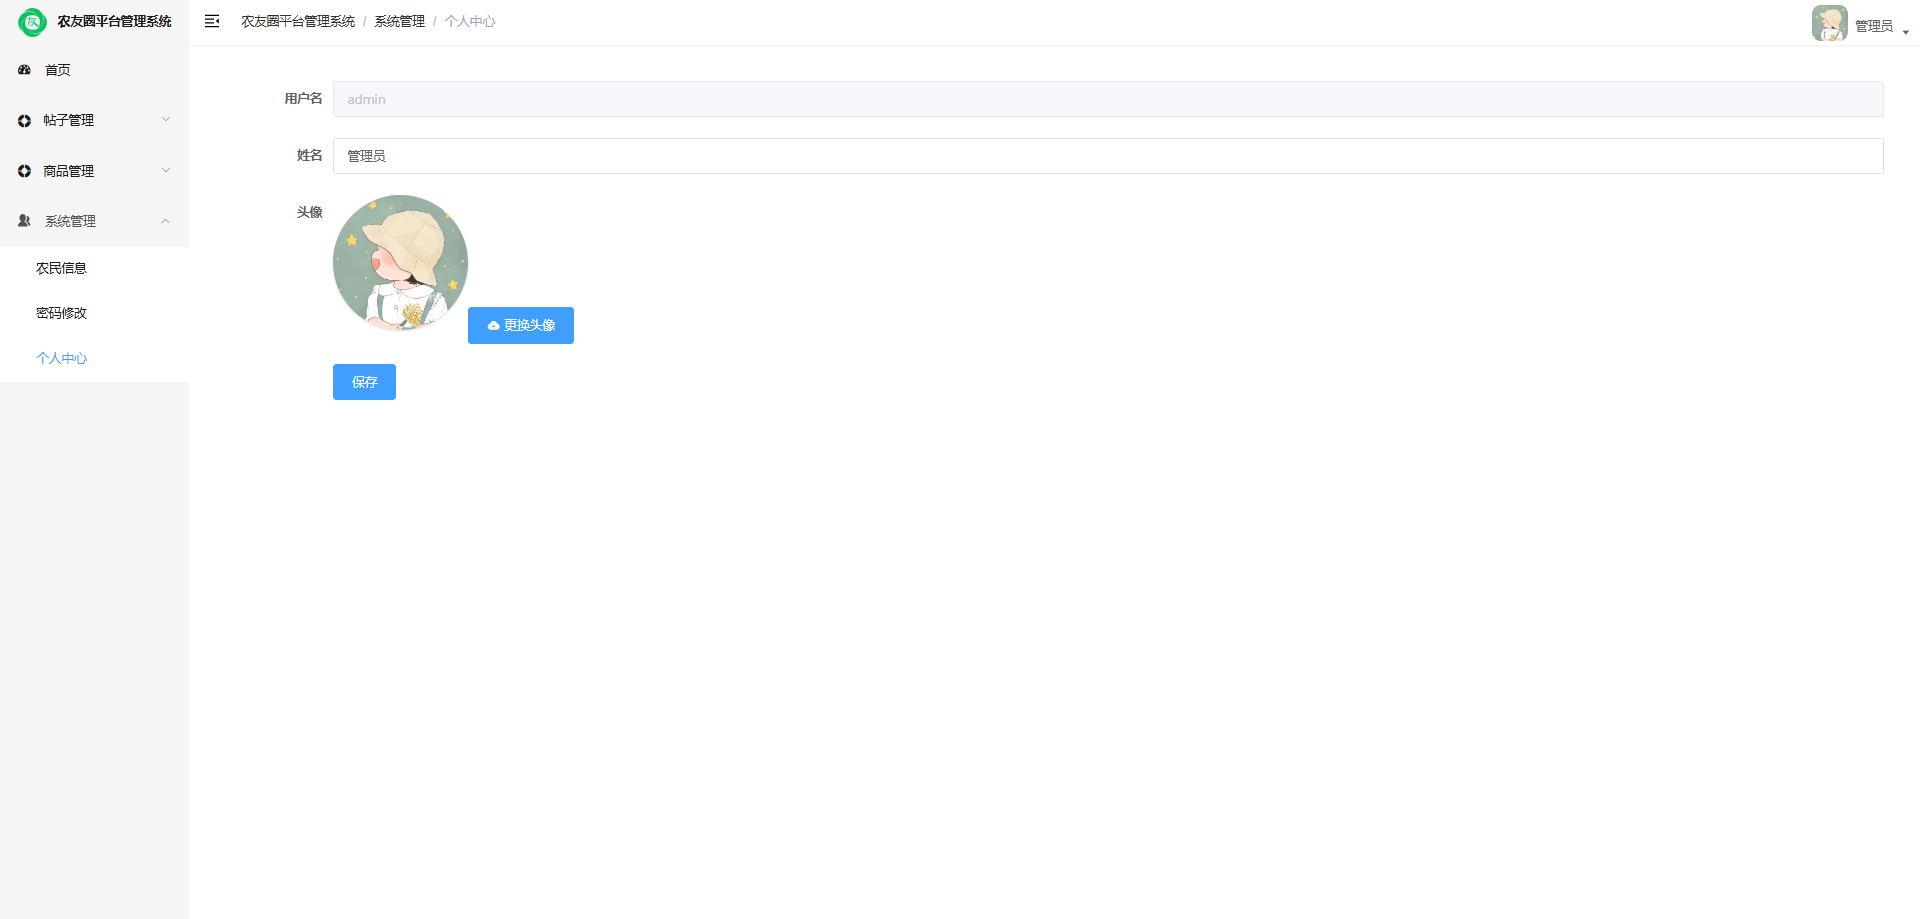 农友圈平台管理系统
农友圈平台管理系统 / 系统管理 / 个人中心
管理员
首页
帖子管理
商品管理
系统管理
农民信息
密码修改
个人中心
用户名
admin
姓名
管理员
头像
更换头像
保存